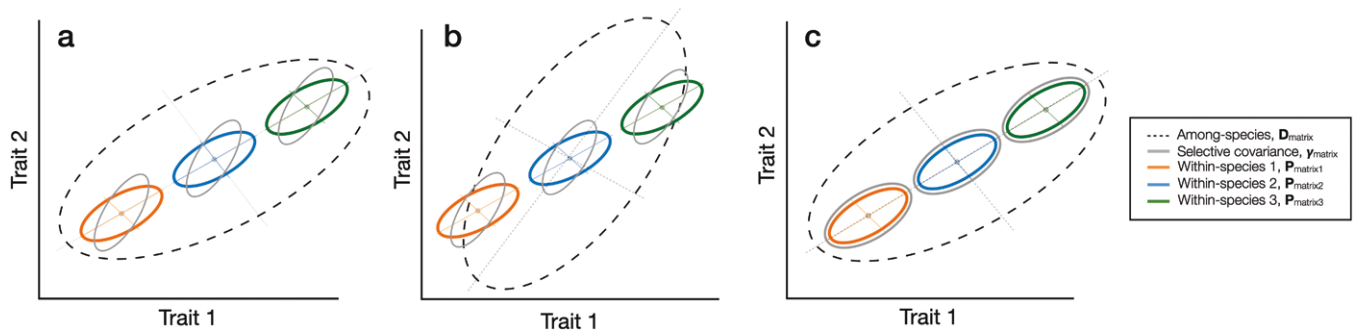 a
Trait 2
Trait 1
b
Trait 2
Trait 1
c
Trait 2
Trait 1
Among-species, Dmatrix
Selective covariance, γmatrix
Within-species 1, Pmatrix1
Within-species 2, Pmatrix2
Within-species 3, Pmatrix3